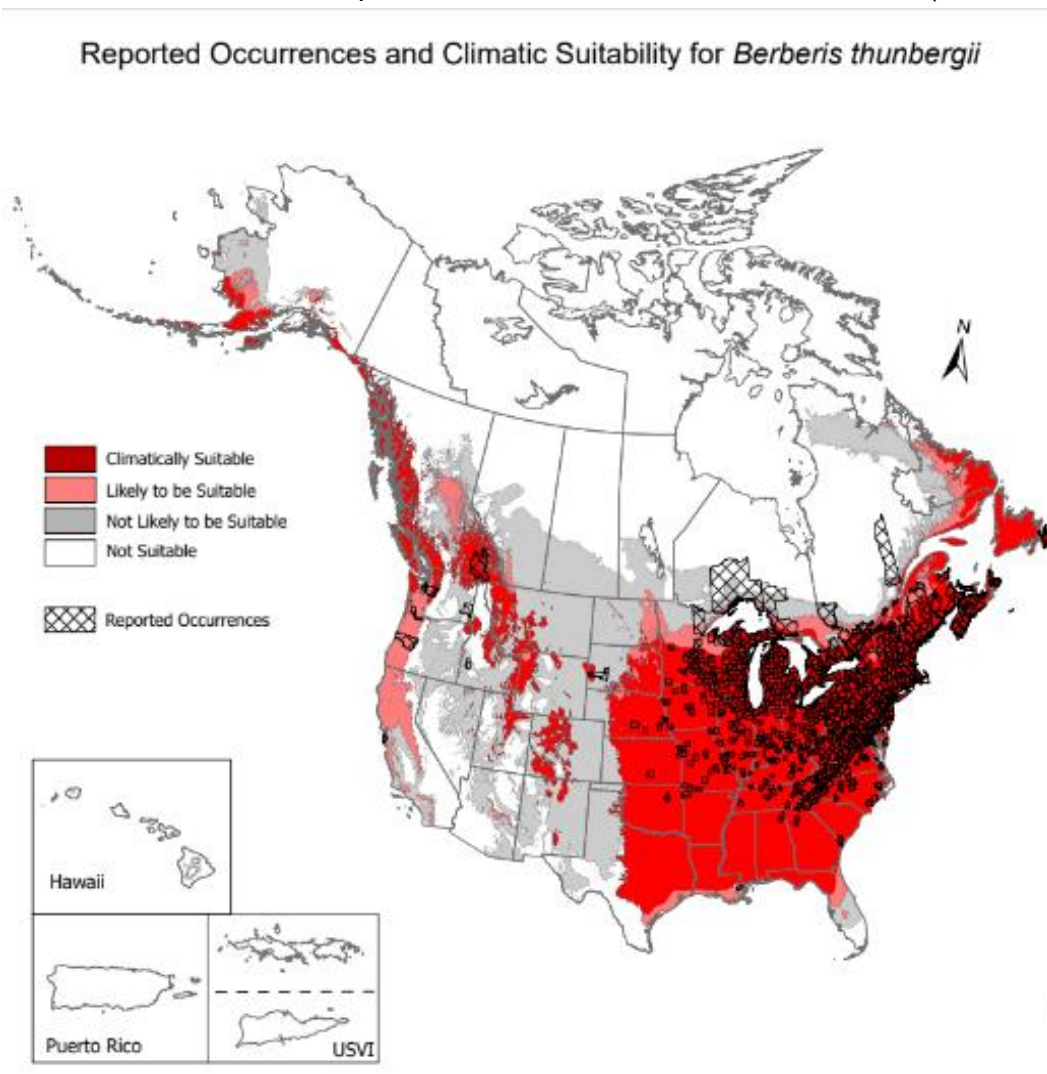 Reported Occurrences and Climatic Suitability for Berberis thunbergii
N
Climatically Suitable
Likely to be Suitable
Not Likely to be Suitable
Not Suitable
Reported Occurrences
Hawaii
Puerto Rico
USVI